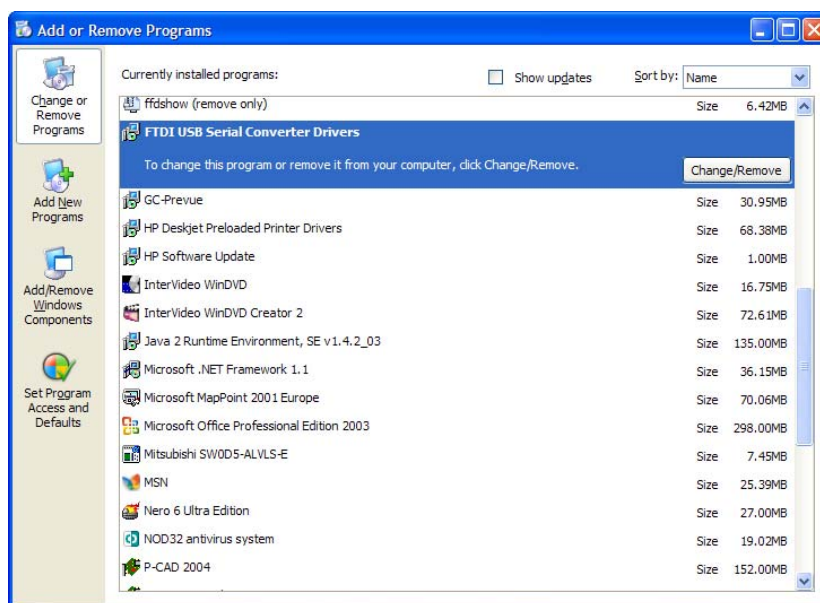 Add or Remove Programs
Change or
Remove
Programs
Add New
Programs
Add/Remove
Windows
Components
Set Program
Access and
Defaults
Currently installed programs:
Show updates
Sort by: Name
ffdshow (remove only) Size 6.42MB
FTDI USB Serial Converter Drivers
To change this program or remove it from your computer, click Change/Remove.
Change/Remove
GC-Prevue Size 30.95MB
HP Deskjet Preloaded Printer Drivers Size 68.38MB
HP Software Update Size 1.00MB
InterVideo WinDVD Size 16.75MB
InterVideo WinDVD Creator 2 Size 72.61MB
Java 2 Runtime Environment, SE v1.4.2_03 Size 135.00MB
Microsoft .NET Framework 1.1 Size 36.15MB
Microsoft MapPoint 2001 Europe Size 70.06MB
Microsoft Office Professional Edition 2003 Size 298.00MB
Mitsubishi SW0D5-ALVLS-E Size 7.45MB
MSN Size 25.39MB
Nero 6 Ultra Edition Size 27.00MB
NOD32 antivirus system Size 19.02MB
P-CAD 2004 Size 152.00MB